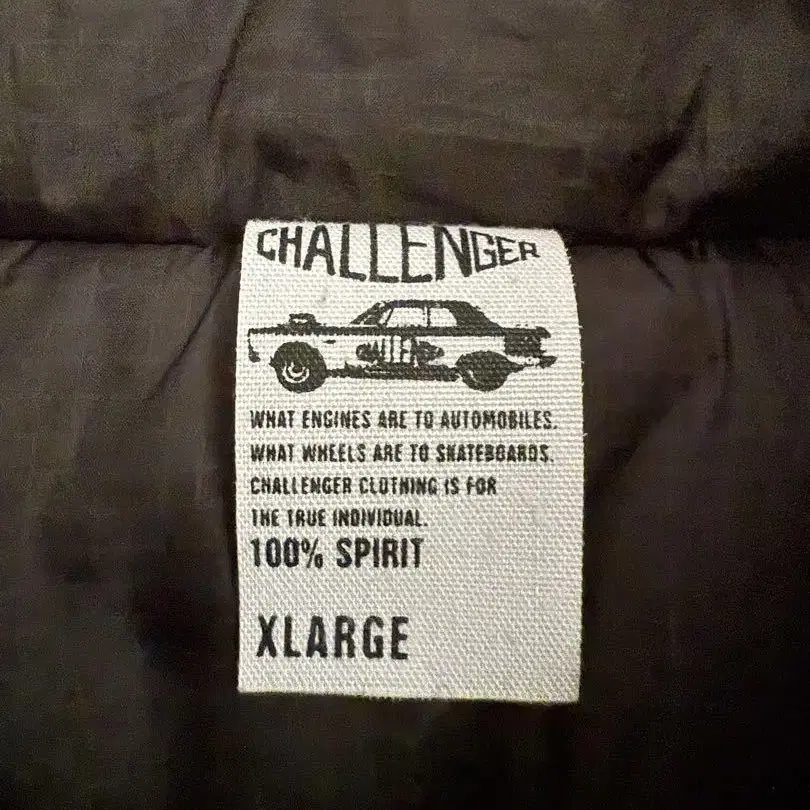 CHALLENGER
WHAT ENGINES ARE TO AUTOMOBILES.
WHAT WHEELS ARE TO SKATEBOARDS.
CHALLENGER CLOTHING IS FOR
THE TRUE INDIVIDUAL.
100% SPIRIT
XLARGE